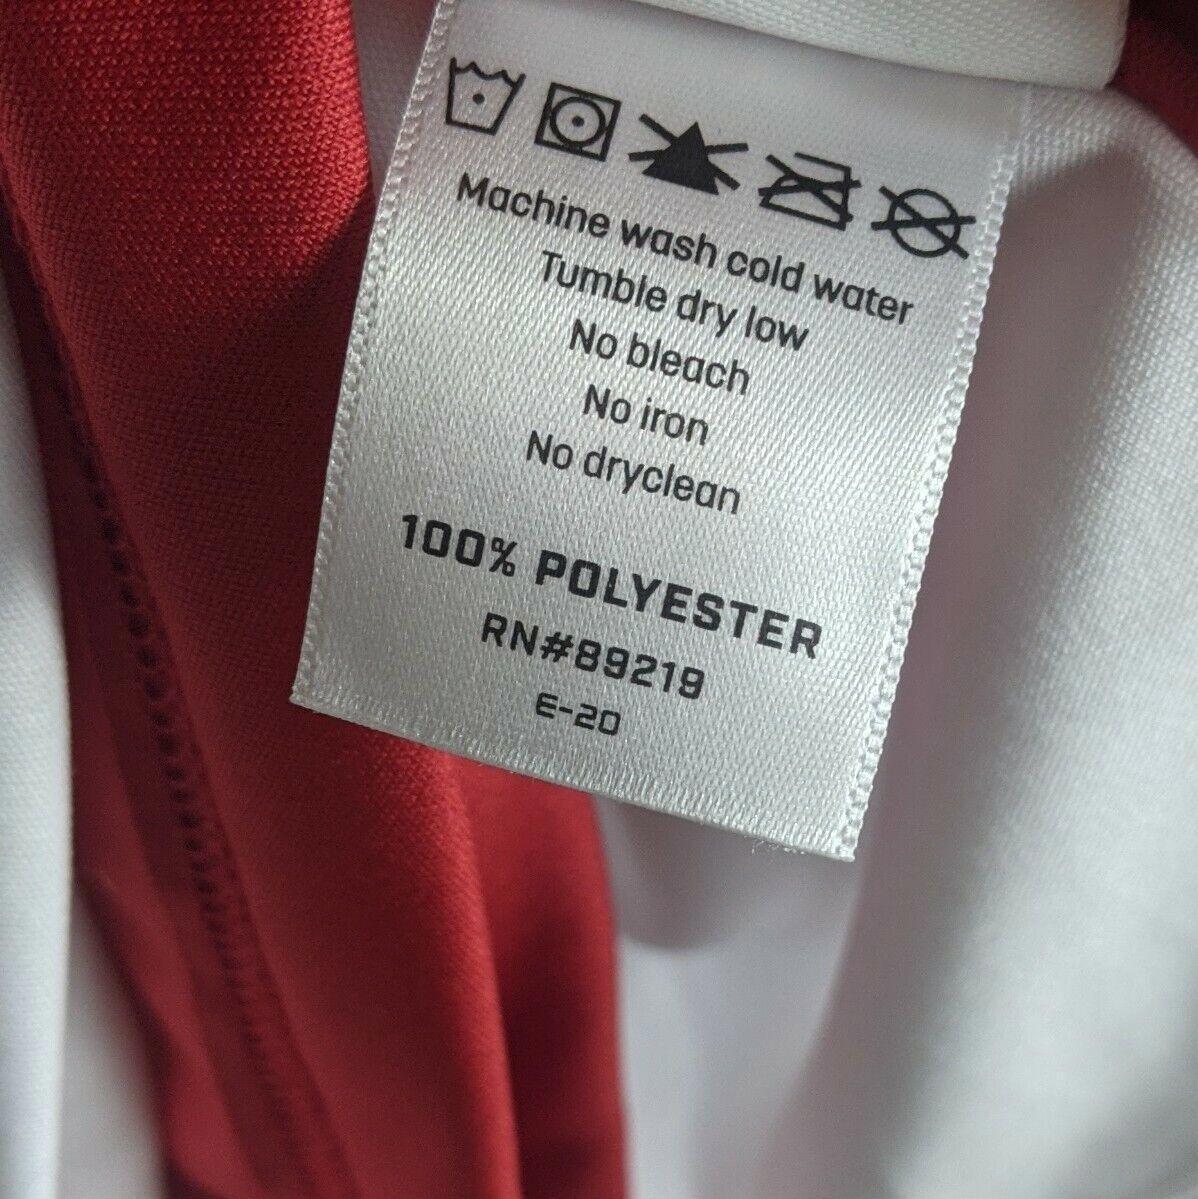 Machine wash cold water
Tumble dry low
No bleach
No iron
No dryclean
100% POLYESTER
RN#89219
E-20